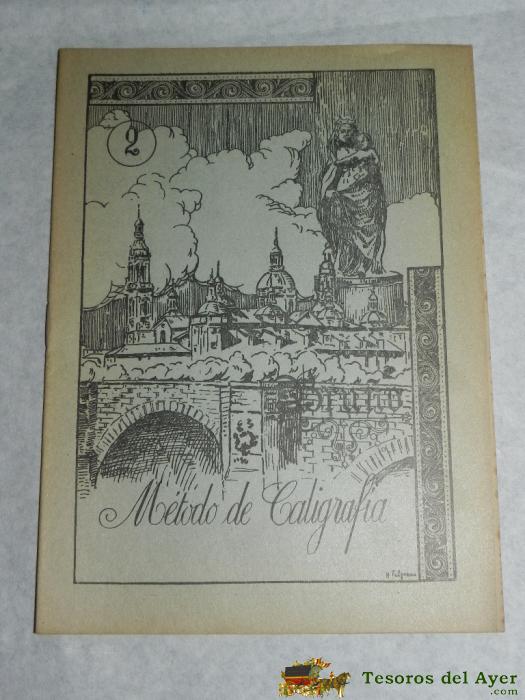 2
Bruño
Método de Caligrafía
Tesoros del Ayer
.com